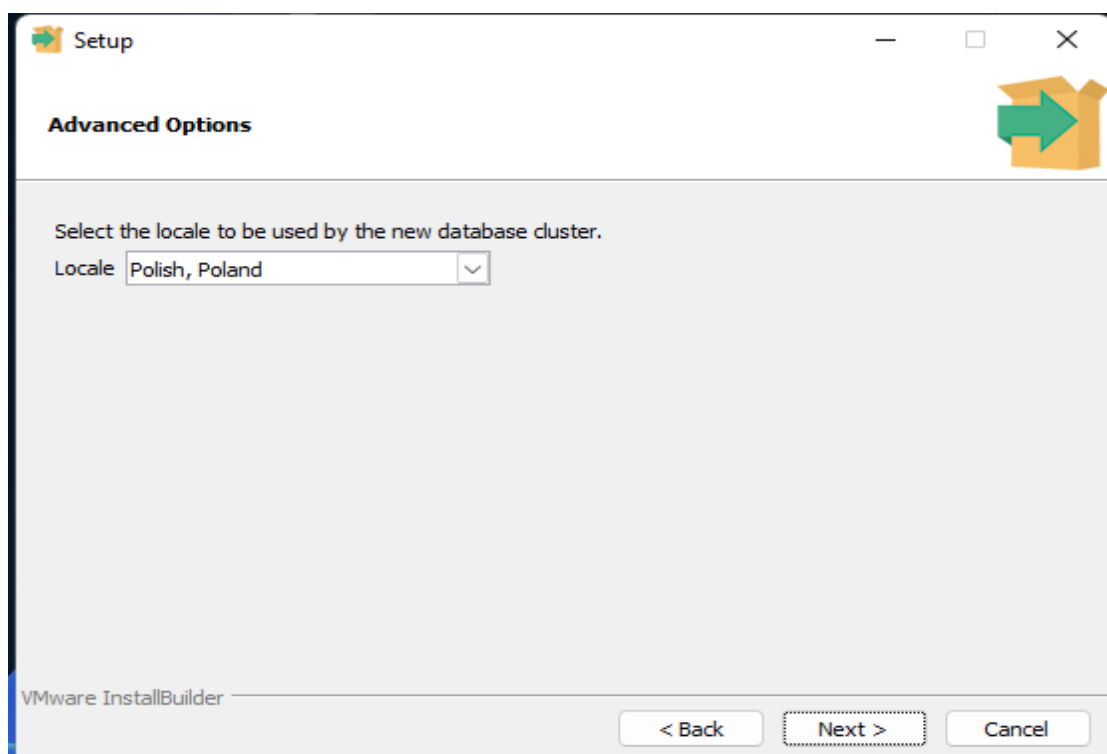 Setup
Advanced Options
Select the locale to be used by the new database cluster.
Locale Polish, Poland
VMware InstallBuilder
< Back Next > Cancel